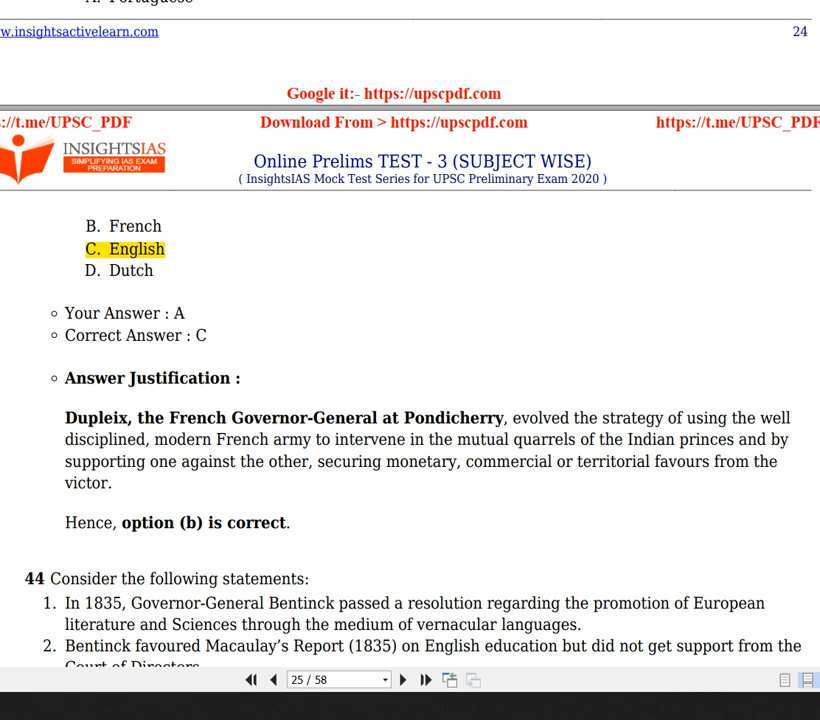 A. Portuguese
w.insightsactivelearn.com
24
Google it:- https://upscpdf.com
://t.me/UPSC_PDF
Download From > https://upscpdf.com
https://t.me/UPSC_PDF
INSIGHTSIAS
SIMPLIFYING IAS EXAM
PREPARATION
Online Prelims TEST - 3 (SUBJECT WISE)
( InsightsIAS Mock Test Series for UPSC Preliminary Exam 2020 )
B. French
C. English
D. Dutch
Your Answer : A
Correct Answer : C
Answer Justification :
Dupleix, the French Governor-General at Pondicherry, evolved the strategy of using the well
disciplined, modern French army to intervene in the mutual quarrels of the Indian princes and by
supporting one against the other, securing monetary, commercial or territorial favours from the
victor.
Hence, option (b) is correct.
44 Consider the following statements:
1. In 1835, Governor-General Bentinck passed a resolution regarding the promotion of European
literature and Sciences through the medium of vernacular languages.
2. Bentinck favoured Macaulay's Report (1835) on English education but did not get support from the
Court of Directors
25 / 58